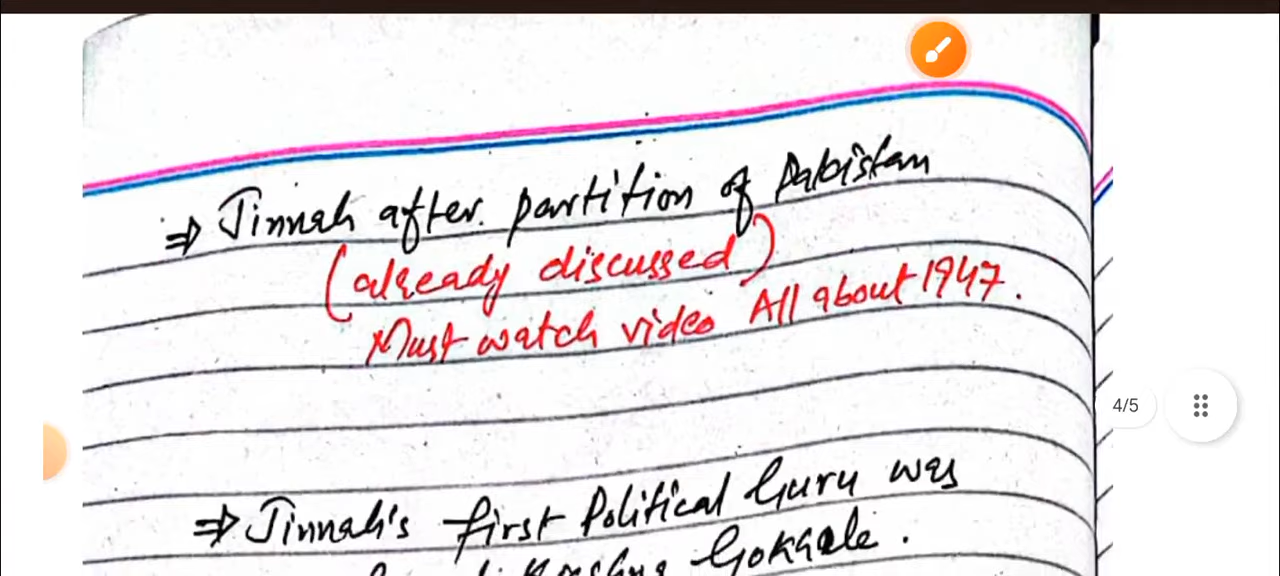 ⇒ Jinnah after partition of Pakistan
(already discussed)
Must watch video All about 1947.
4/5
⇒ Jinnah's first Political Guru was
Gokhale.